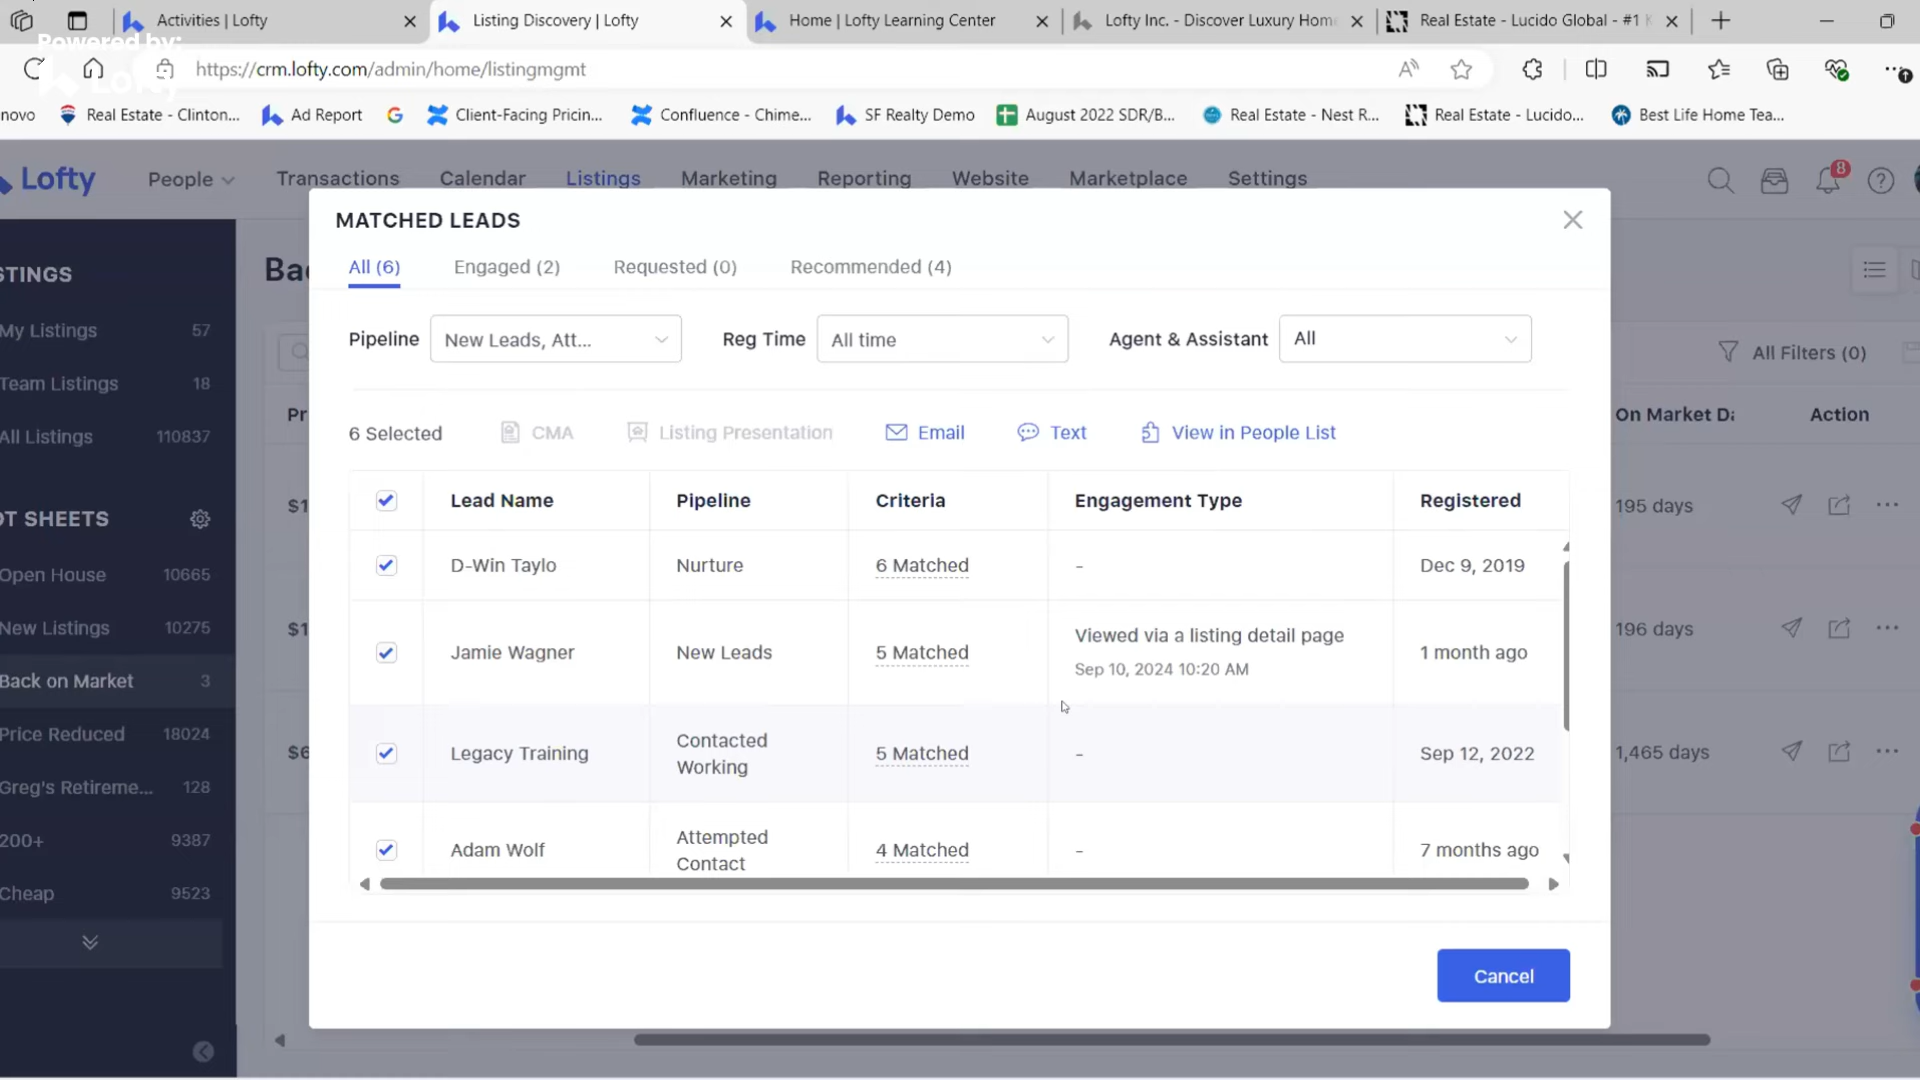 Activities | Lofty
Listing Discovery | Lofty
Home | Lofty Learning Center
Lofty Inc. - Discover Luxury Hom
Real Estate - Lucido Global - #1 K
Powered by:
Lofty
https://crm.lofty.com/admin/home/listingmgmt
novo
Real Estate - Clinton...
Ad Report
Client-Facing Pricin...
Confluence - Chime...
SF Realty Demo
August 2022 SDR/B...
Real Estate - Nest R...
Real Estate - Lucido...
Best Life Home Tea...
Lofty
People
Transactions
Calendar
Listings
Marketing
Reporting
Website
Marketplace
Settings
8
STINGS
My Listings 57
Team Listings 18
All Listings 110837
OT SHEETS
Open House 10665
New Listings 10275
Back on Market 3
Price Reduced 18024
Greg's Retireme... 128
200+ 9387
Cheap 9523
Ba
Pr
$1
$1
$6
MATCHED LEADS
All (6)
Engaged (2)
Requested (0)
Recommended (4)
Pipeline
New Leads, Att...
Reg Time
All time
Agent & Assistant
All
6 Selected
CMA
Listing Presentation
Email
Text
View in People List
Lead Name Pipeline Criteria Engagement Type Registered
D-Win Taylo Nurture 6 Matched - Dec 9, 2019
Jamie Wagner New Leads 5 Matched Viewed via a listing detail page 1 month ago
Sep 10, 2024 10:20 AM
Legacy Training Contacted Working 5 Matched - Sep 12, 2022
Adam Wolf Attempted Contact 4 Matched - 7 months ago
Cancel
All Filters (0)
On Market Da
Action
195 days
196 days
1,465 days